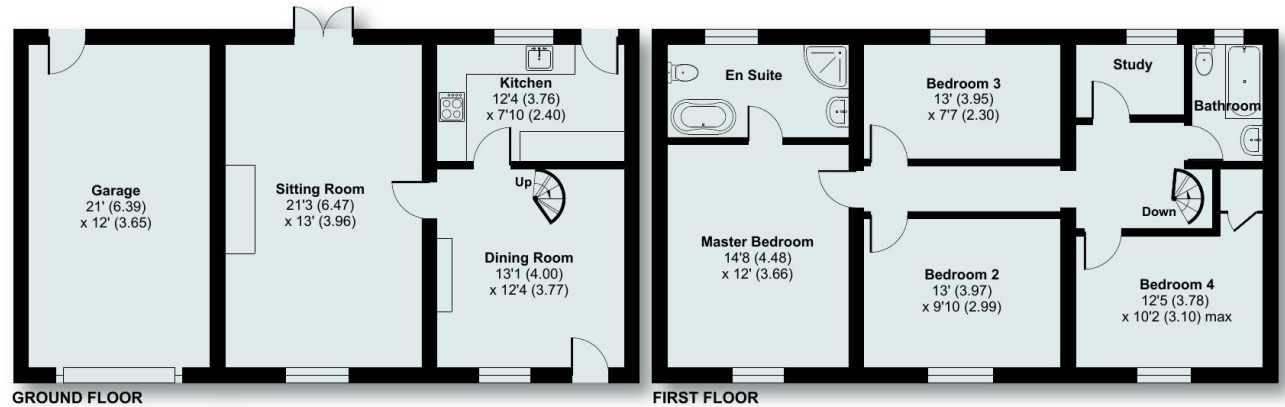 Garage
21' (6.39)
x 12' (3.65)
Sitting Room
21'3 (6.47)
x 13' (3.96)
Kitchen
12'4 (3.76)
x 7'10 (2.40)
Up
Dining Room
13'1 (4.00)
x 12'4 (3.77)
GROUND FLOOR
En Suite
Bedroom 3
13' (3.95)
x 7'7 (2.30)
Study
Bathroom
Master Bedroom
14'8 (4.48)
x 12' (3.66)
Down
Bedroom 2
13' (3.97)
x 9'10 (2.99)
Bedroom 4
12'5 (3.78)
x 10'2 (3.10) max
FIRST FLOOR